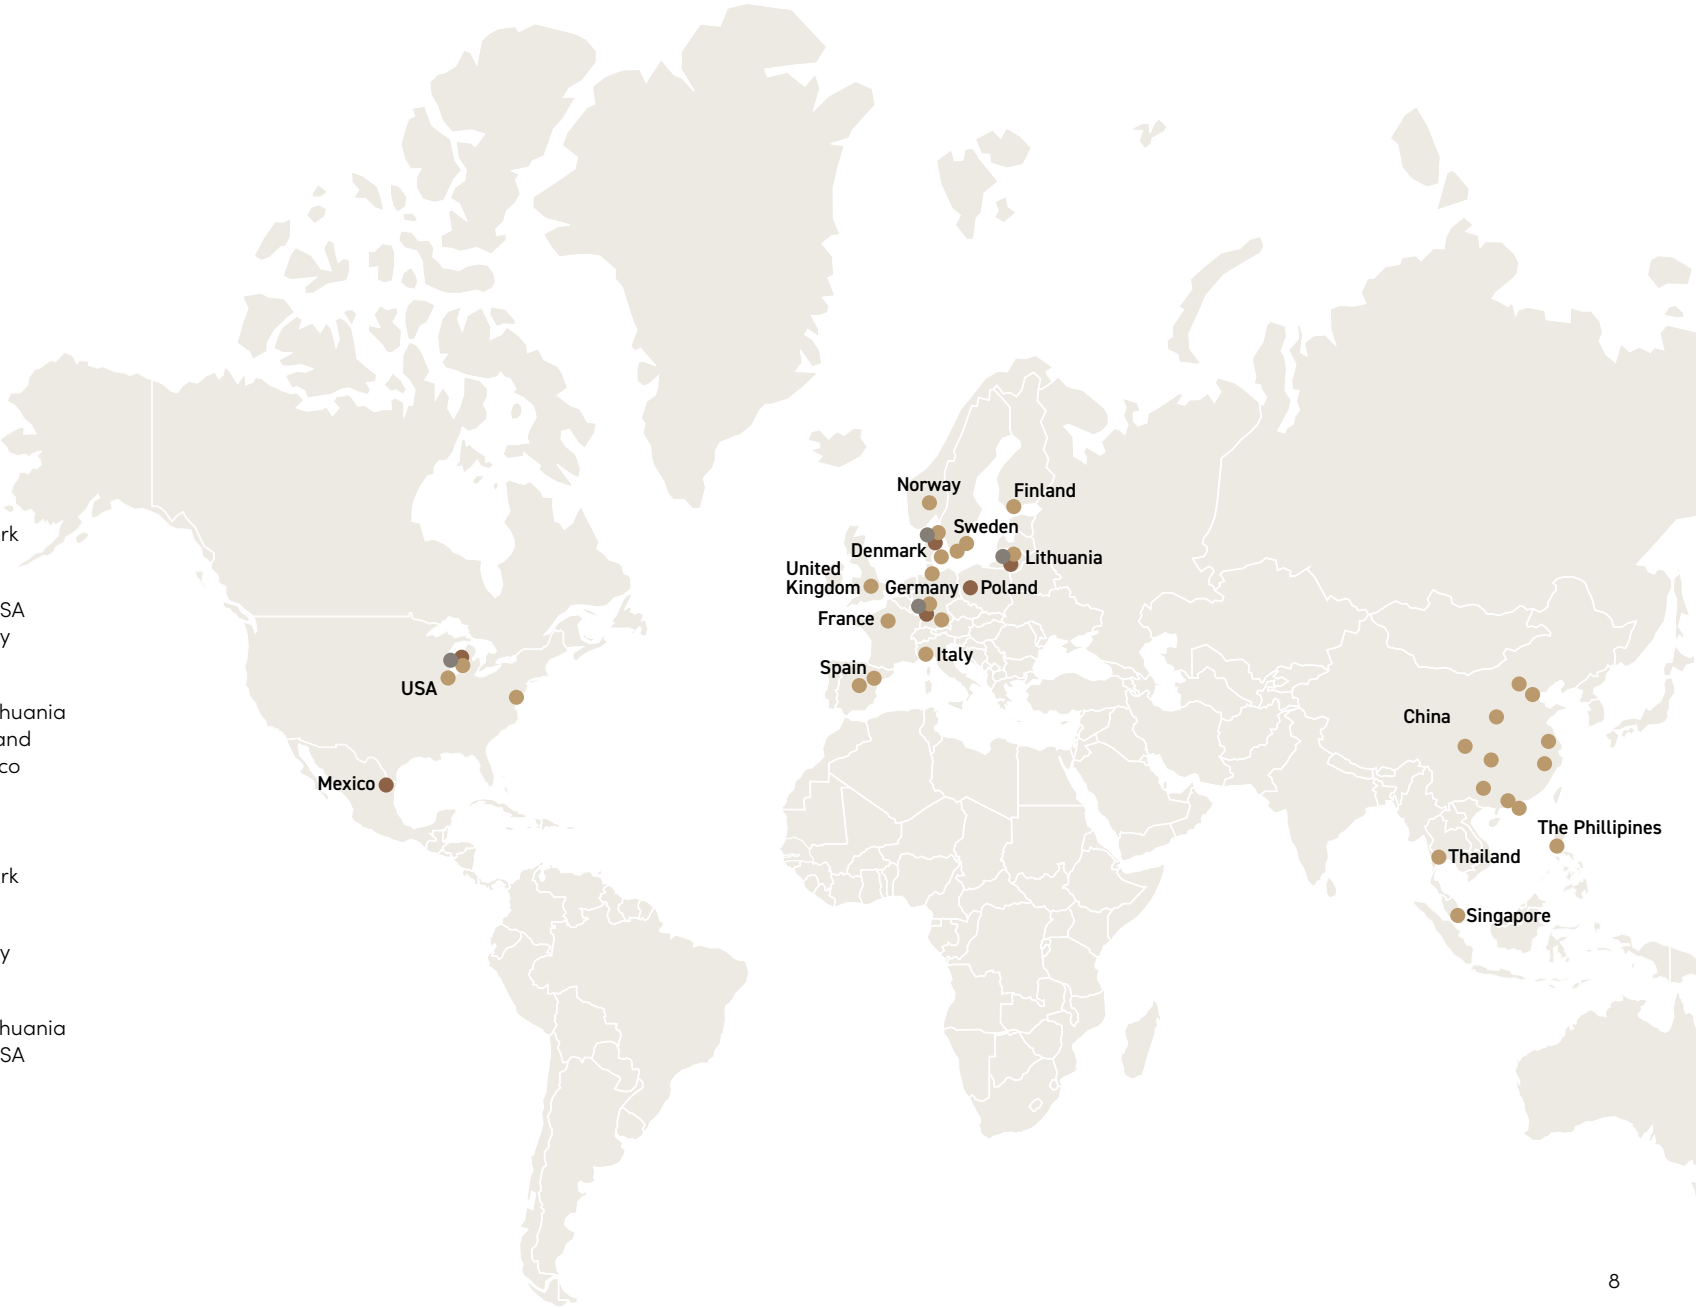 rk
SA
y
huania
and
co
rk
y
huania
SA
Norway
Finland
Sweden
Denmark
Lithuania
United
Kingdom
Germany
Poland
France
Italy
Spain
USA
Mexico
China
The Phillipines
Thailand
Singapore
8